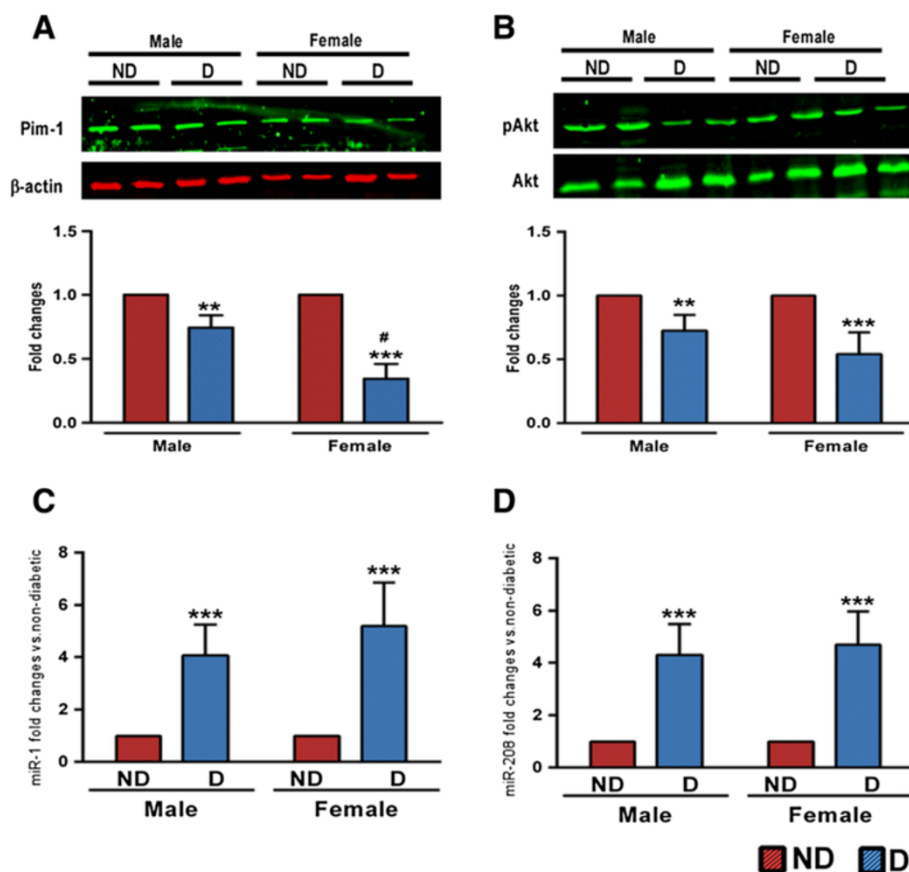 A
Male Female
ND D ND D
Pim-1
β-actin
1.5
1.0
0.5
0.0
Fold changes
**
#
***
Male Female
B
Male Female
ND D ND D
pAkt
Akt
1.5
1.0
0.5
0.0
Fold changes
**
***
Male Female
C
miR-1 fold changes vs.non-diabetic
8
6
4
2
0
***
***
ND D ND D
Male Female
D
miR-208 fold changes vs.non-diabetic
8
6
4
2
0
***
***
ND D ND D
Male Female
ND D